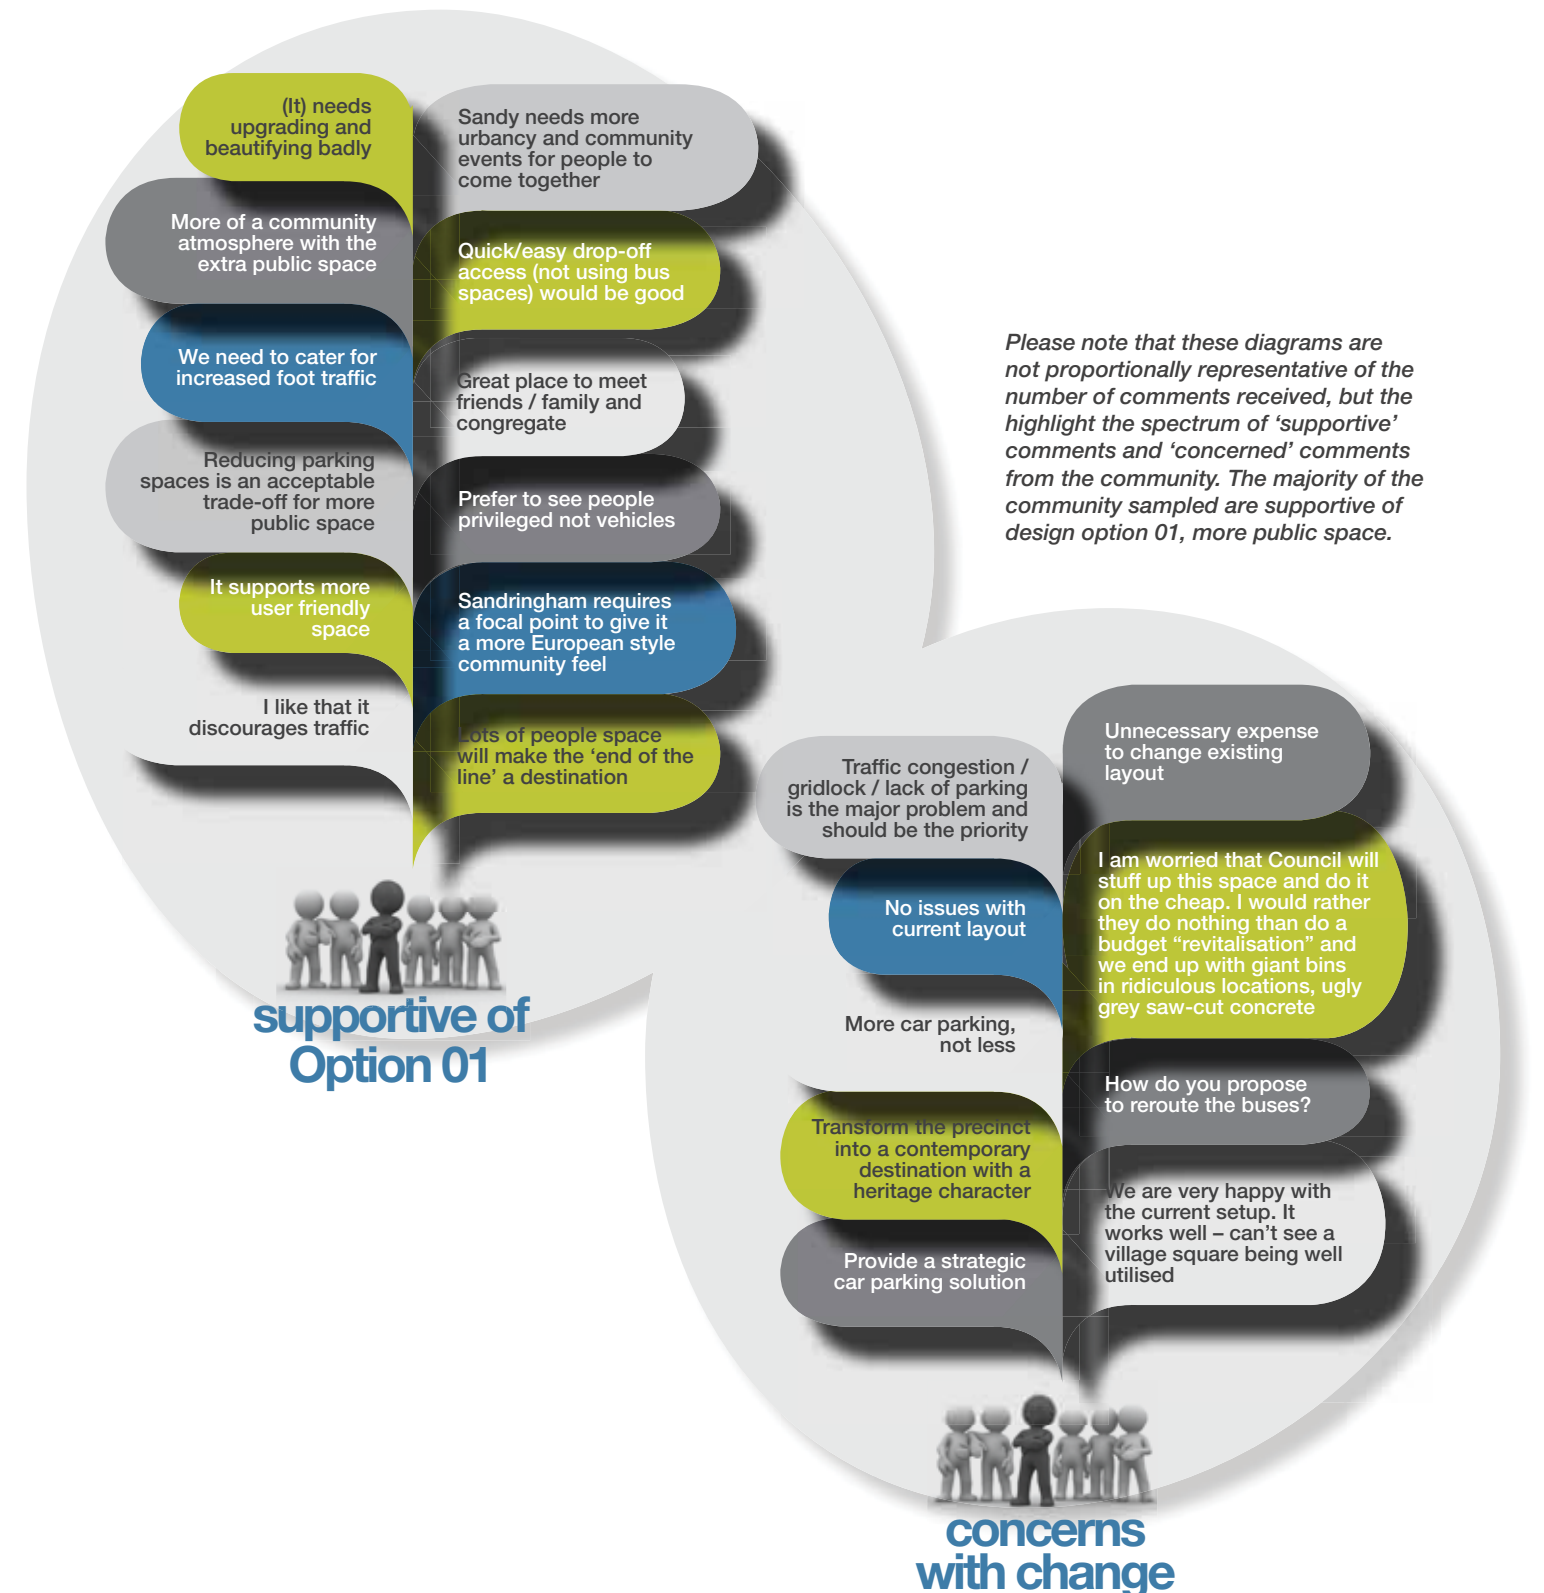 (It) needs
upgrading and
beautifying badly
More of a community
atmosphere with the
extra public space
We need to cater for
increased foot traffic
Reducing parking
spaces is an acceptable
trade-off for more
public space
It supports more
user friendly
space
I like that it
discourages traffic
Sandy needs more
urbancy and community
events for people to
come together
Quick/easy drop-off
access (not using bus
spaces) would be good
Great place to meet
friends / family and
congregate
Prefer to see people
privileged not vehicles
Sandringham requires
a focal point to give it
a more European style
community feel
Lots of people space
will make the ‘end of the
line’ a destination
supportive of
Option 01
Please note that these diagrams are
not proportionally representative of the
number of comments received, but the
highlight the spectrum of ‘supportive’
comments and ‘concerned’ comments
from the community. The majority of the
community sampled are supportive of
design option 01, more public space.
Traffic congestion /
gridlock / lack of parking
is the major problem and
should be the priority
No issues with
current layout
More car parking,
not less
Transform the precinct
into a contemporary
destination with a
heritage character
Provide a strategic
car parking solution
Unnecessary expense
to change existing
layout
I am worried that Council will
stuff up this space and do it
on the cheap. I would rather
they do nothing than do a
budget “revitalisation” and
we end up with giant bins
in ridiculous locations, ugly
grey saw-cut concrete
How do you propose
to reroute the buses?
We are very happy with
the current setup. It
works well – can’t see a
village square being well
utilised
concerns
with change